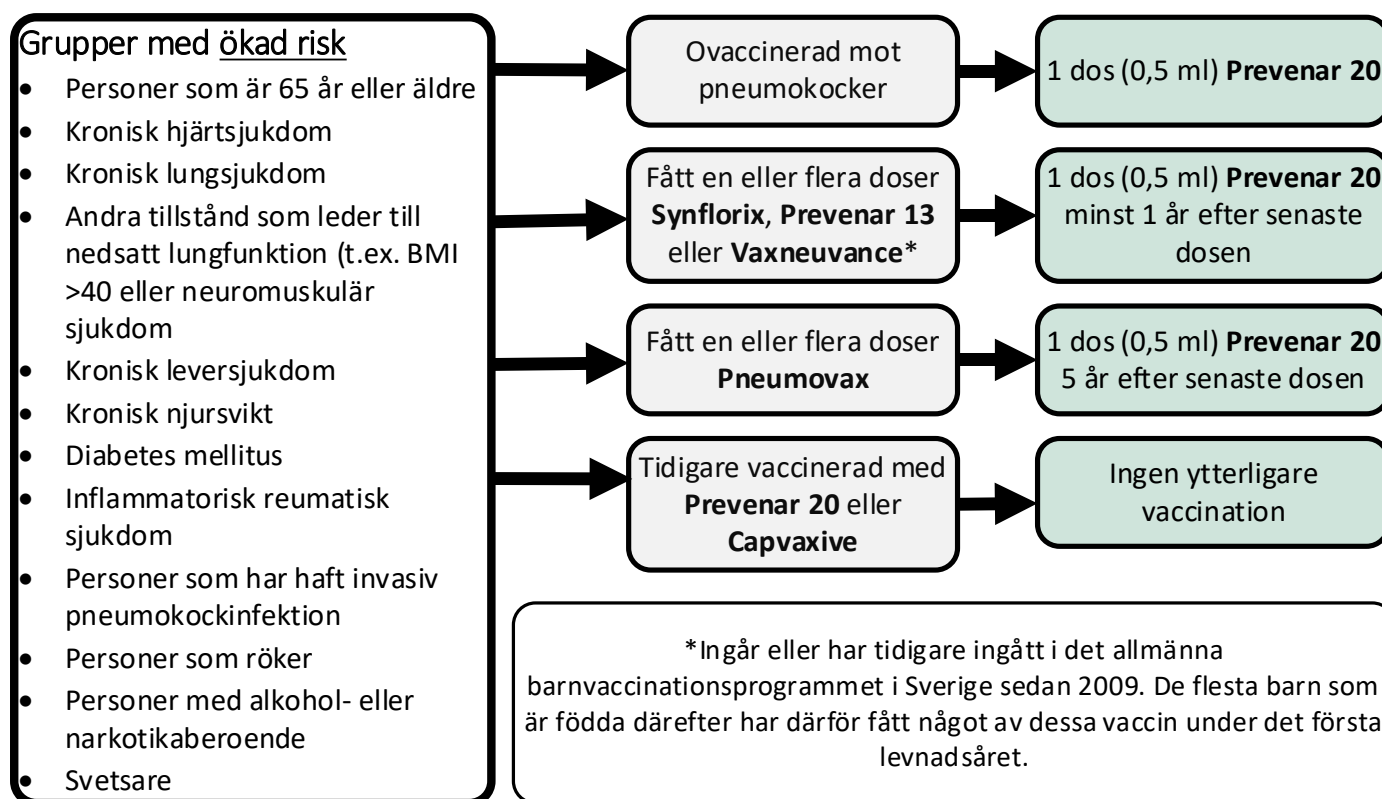 Grupper med ökad risk
• Personer som är 65 år eller äldre
• Kronisk hjärtsjukdom
• Kronisk lungsjukdom
• Andra tillstånd som leder till
nedsatt lungfunktion (t.ex. BMI
>40 eller neuromuskulär
sjukdom
• Kronisk leversjukdom
• Kronisk njursvikt
• Diabetes mellitus
• Inflammatorisk reumatisk
sjukdom
• Personer som har haft invasiv
pneumokockinfektion
• Personer som röker
• Personer med alkohol- eller
narkotikaberoende
• Svetsare
Ovaccinerad mot
pneumokocker
1 dos (0,5 ml) Prevenar 20
Fått en eller flera doser
Synflorix, Prevenar 13
eller Vaxneuvance*
1 dos (0,5 ml) Prevenar 20
minst 1 år efter senaste
dosen
Fått en eller flera doser
Pneumovax
1 dos (0,5 ml) Prevenar 20
5 år efter senaste dosen
Tidigare vaccinerad med
Prevenar 20 eller
Capvaxive
Ingen ytterligare
vaccination
*Ingår eller har tidigare ingått i det allmänna
barnvaccinationsprogrammet i Sverige sedan 2009. De flesta barn som
är födda därefter har därför fått något av dessa vaccin under det första
levnadsåret.